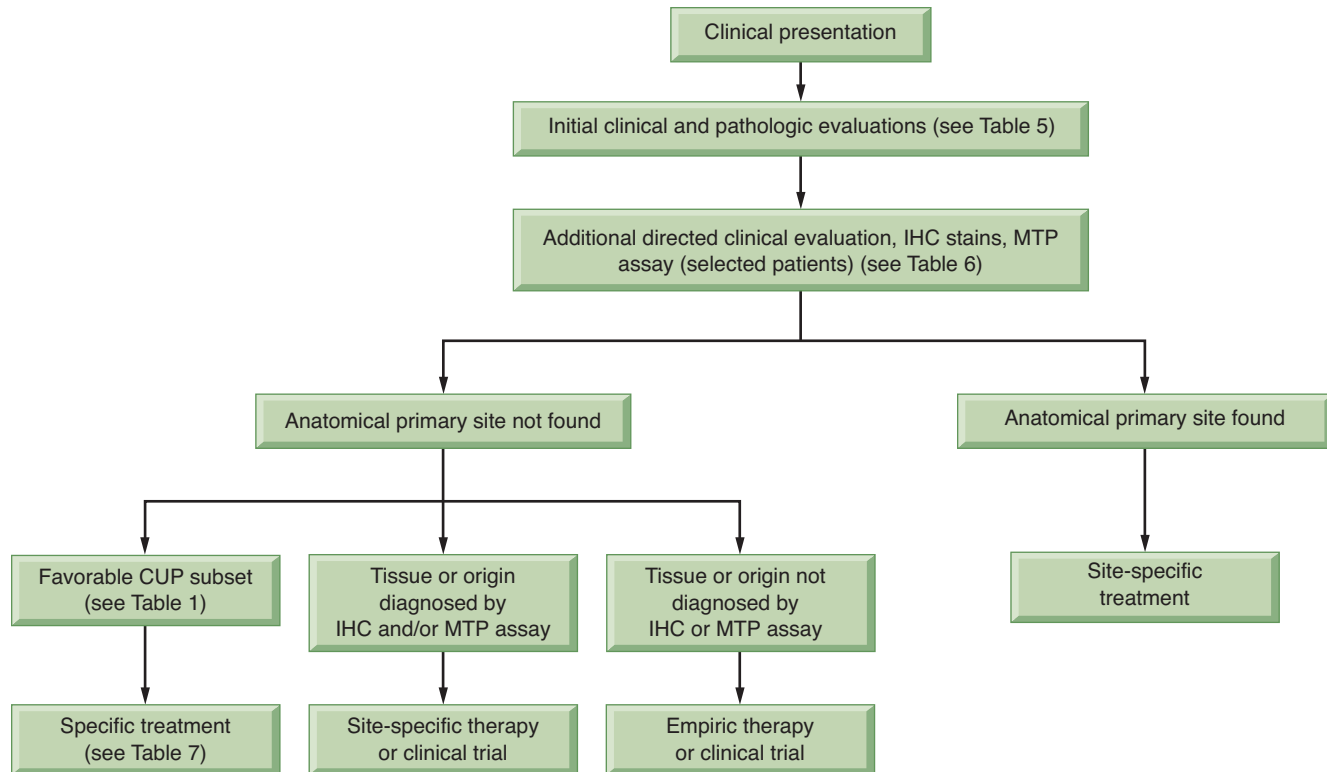 Clinical presentation
Initial clinical and pathologic evaluations (see Table 5)
Additional directed clinical evaluation, IHC stains, MTP
assay (selected patients) (see Table 6)
Anatomical primary site not found
Anatomical primary site found
Favorable CUP subset
(see Table 1)
Tissue or origin
diagnosed by
IHC and/or MTP assay
Tissue or origin not
diagnosed by
IHC or MTP assay
Site-specific
treatment
Specific treatment
(see Table 7)
Site-specific therapy
or clinical trial
Empiric therapy
or clinical trial